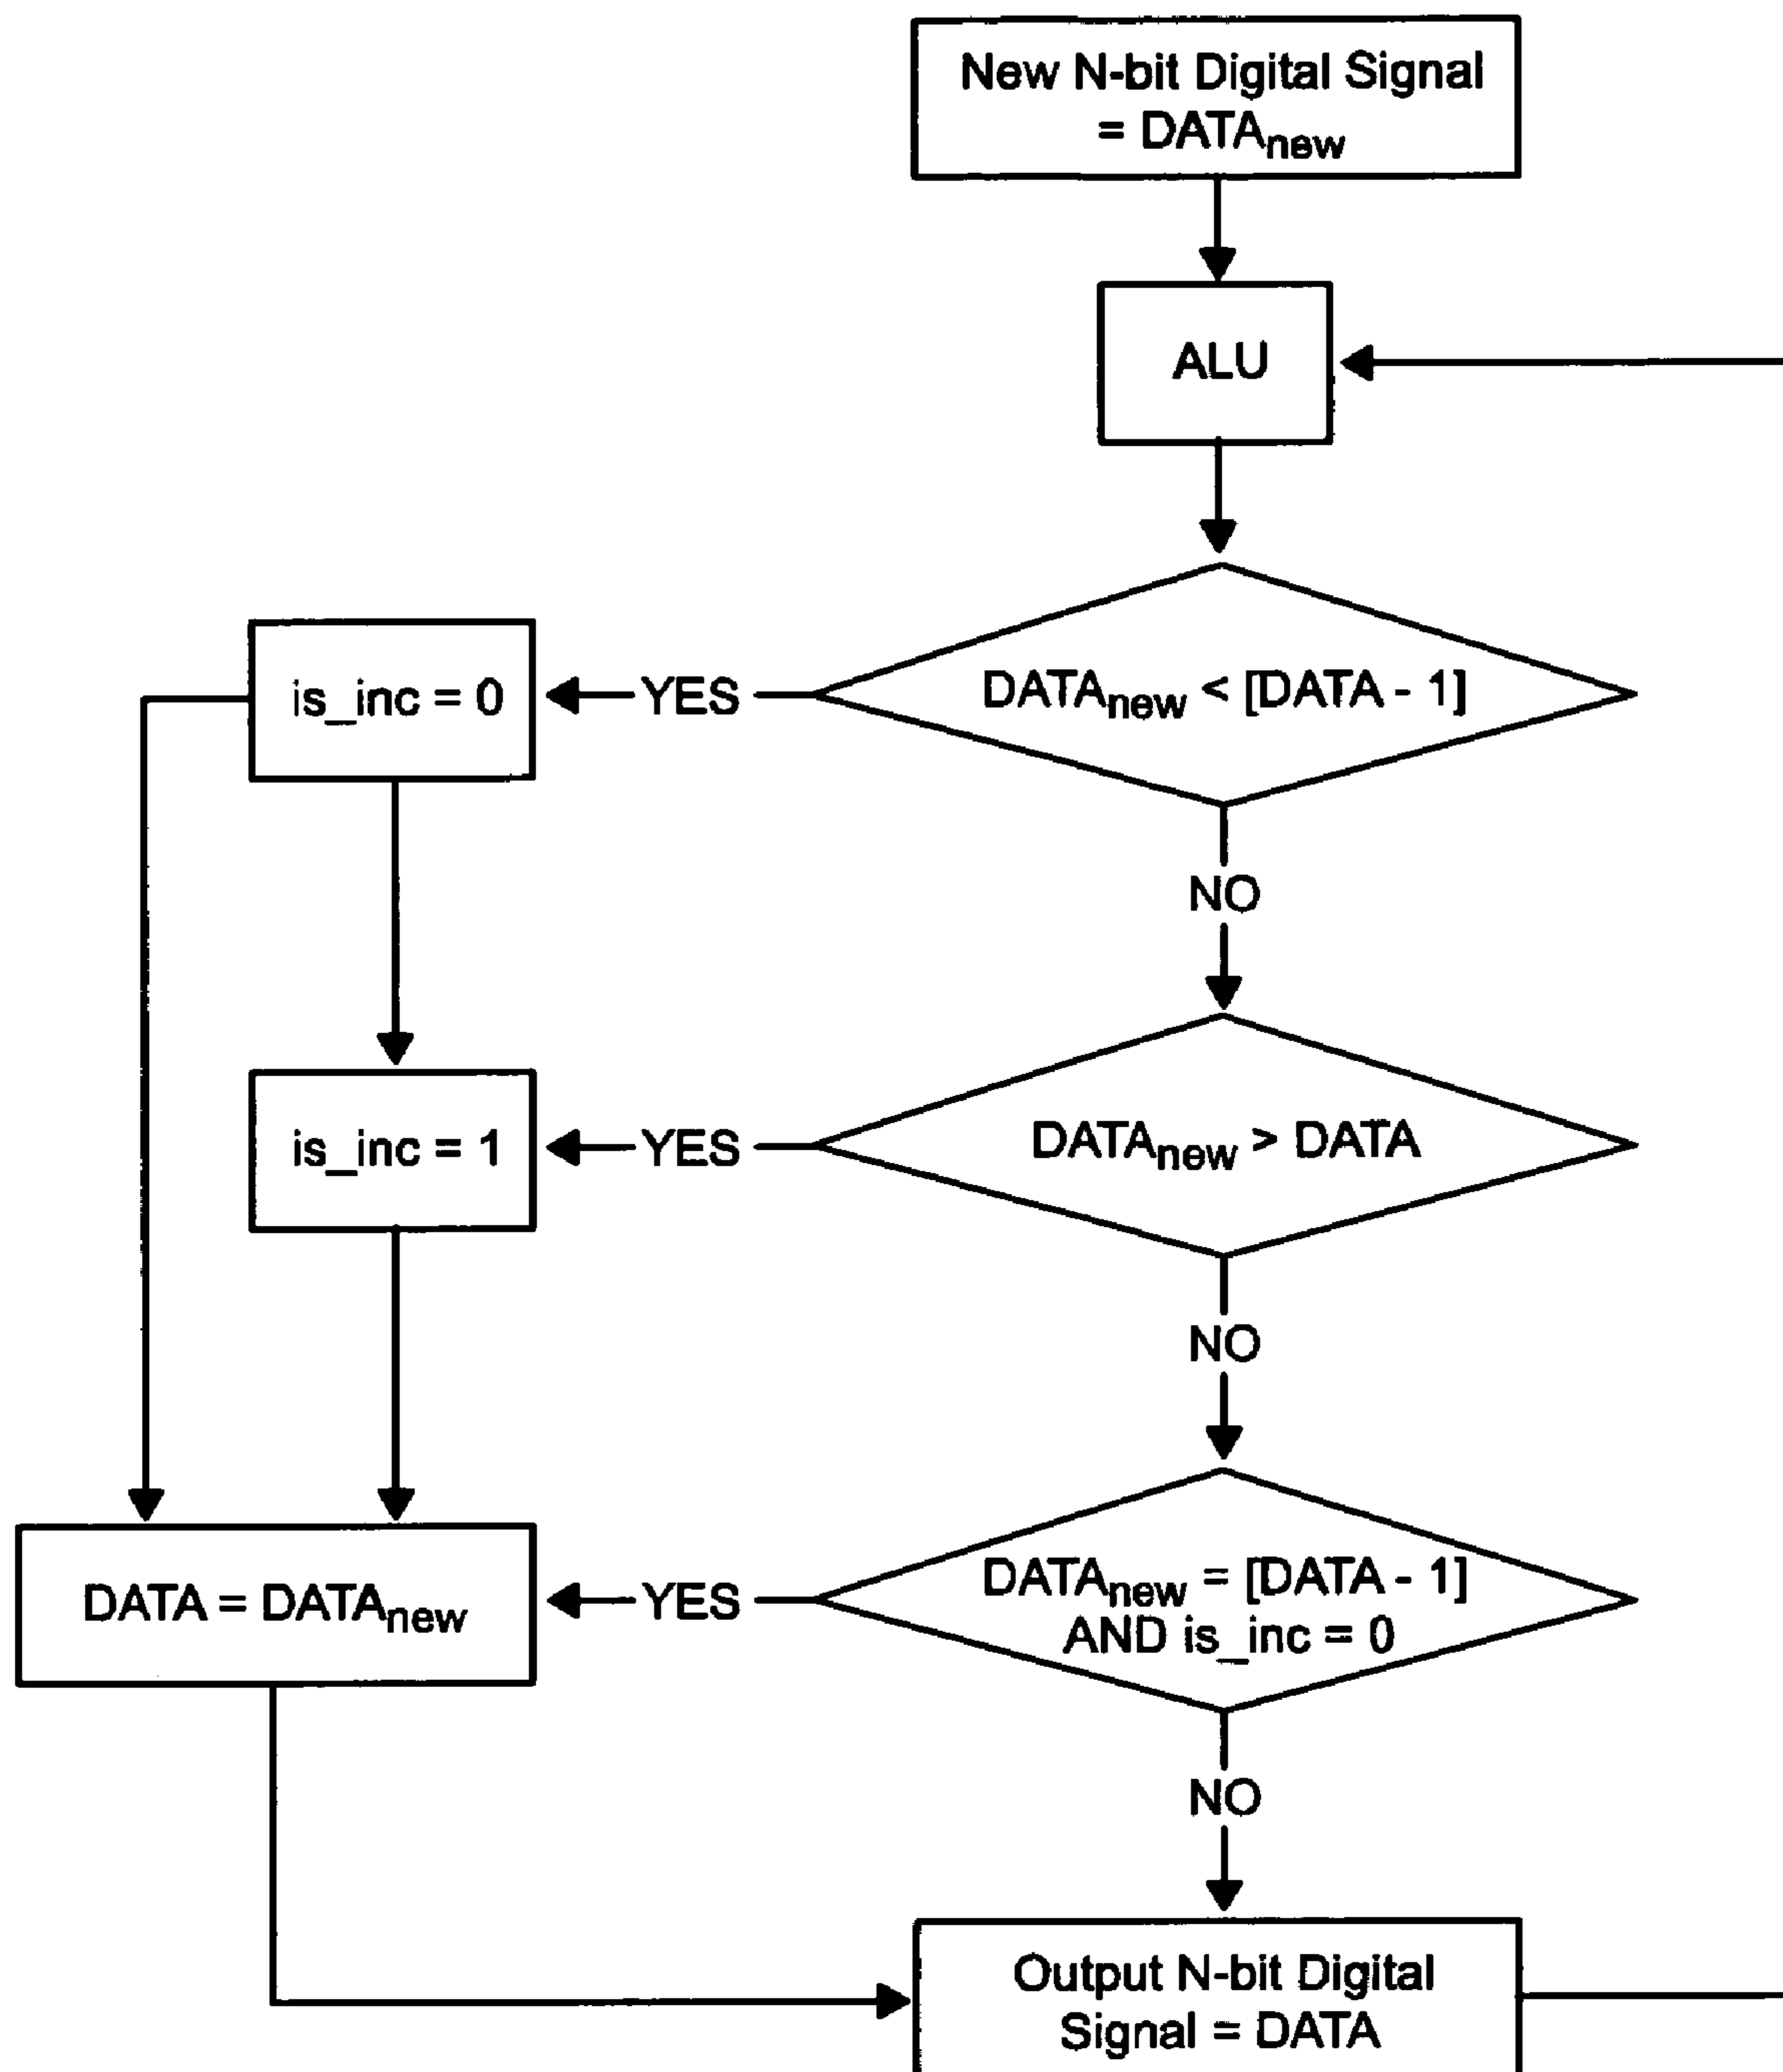 New N-bit Digital Signal
= DATAnew
ALU
DATAnew < [DATA - 1]
YES
is_inc = 0
NO
DATAnew > DATA
YES
is_inc = 1
NO
DATAnew = [DATA - 1]
AND is_inc = 0
YES
DATA = DATAnew
NO
Output N-bit Digital
Signal = DATA